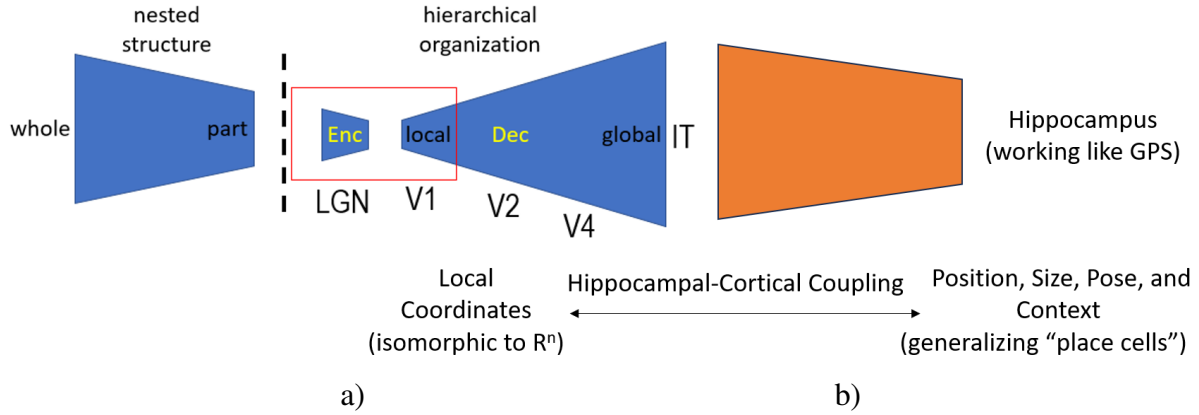 nested
structure
hierarchical
organization
whole
part
Enc
local
Dec
global
IT
LGN
V1
V2
V4
Hippocampus
(working like GPS)
Local
Coordinates
(isomorphic to Rⁿ)
Hippocampal-Cortical Coupling
Position, Size, Pose, and
Context
(generalizing “place cells”)
a)
b)